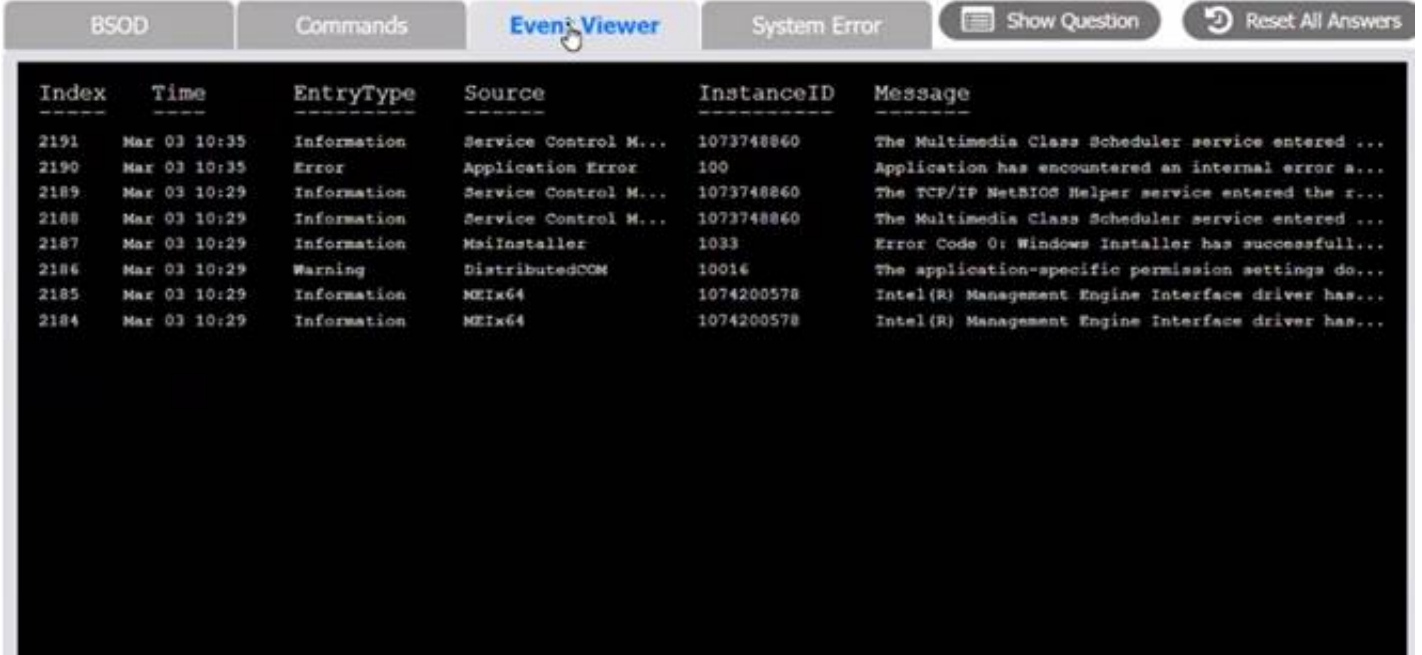 BSOD Commands Event Viewer System Error Show Question Reset All Answers
Index Time EntryType Source InstanceID Message
----- ---- --------- ------ ---------- -------
2191 Mar 03 10:35 Information Service Control M... 1073748860 The Multimedia Class Scheduler service entered ...
2190 Mar 03 10:35 Error Application Error 100 Application has encountered an internal error a...
2189 Mar 03 10:29 Information Service Control M... 1073748860 The TCP/IP NetBIOS Helper service entered the r...
2188 Mar 03 10:29 Information Service Control M... 1073748860 The Multimedia Class Scheduler service entered ...
2187 Mar 03 10:29 Information MsiInstaller 1033 Error Code 0: Windows Installer has successfull...
2186 Mar 03 10:29 Warning DistributedCOM 10016 The application-specific permission settings do...
2185 Mar 03 10:29 Information MEIx64 1074200578 Intel(R) Management Engine Interface driver has...
2184 Mar 03 10:29 Information MEIx64 1074200578 Intel(R) Management Engine Interface driver has...